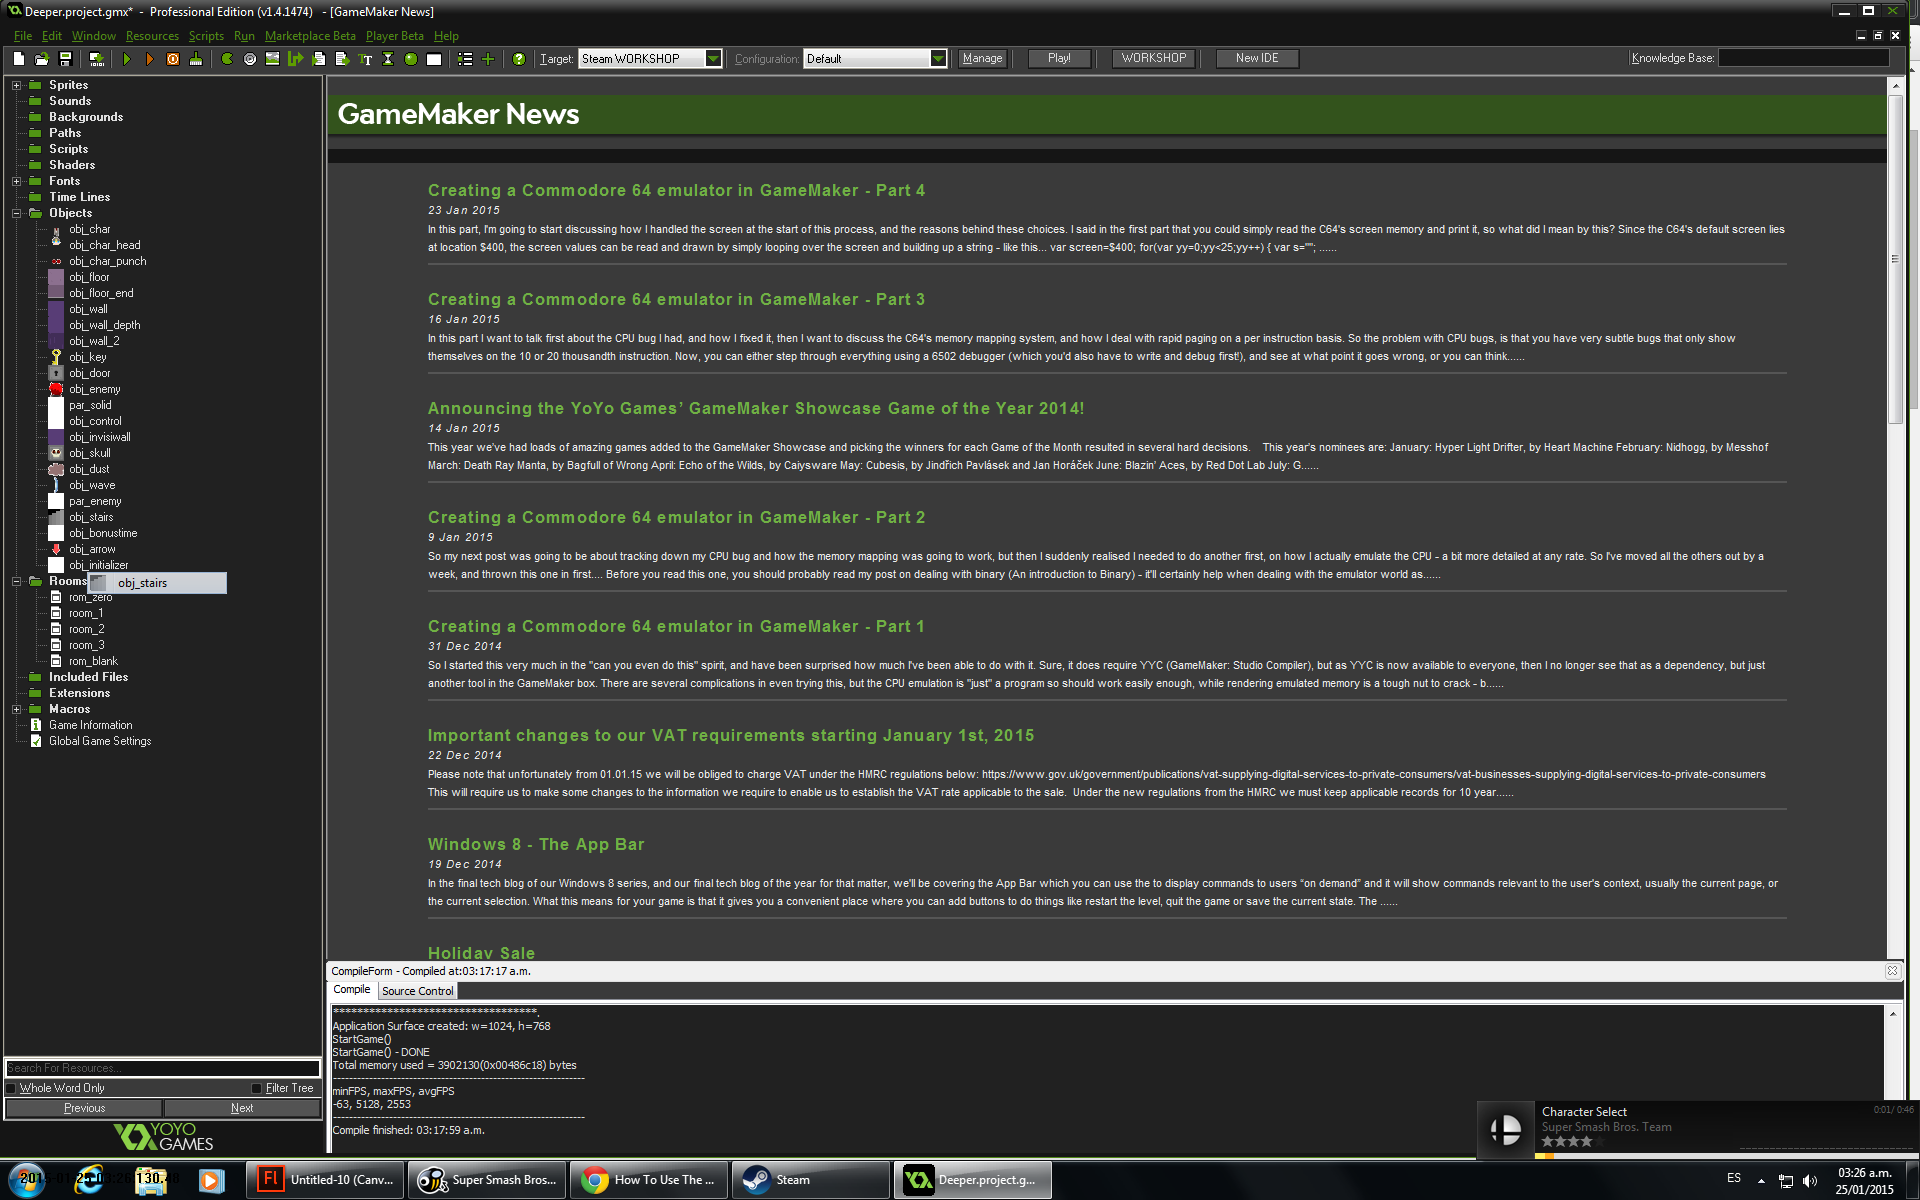 Deeper.project.gmx* - Professional Edition (v1.4.1474) - [GameMaker News]
File Edit Window Resources Scripts Run Marketplace Beta Player Beta Help
Target: Steam WORKSHOP Configuration: Default Manage Play! WORKSHOP New IDE Knowledge Base:
Sprites
Sounds
Backgrounds
Paths
Scripts
Shaders
Fonts
Time Lines
Objects
obj_char
obj_char_head
obj_char_punch
obj_floor
obj_floor_end
obj_wall
obj_wall_depth
obj_wall_2
obj_key
obj_door
obj_enemy
par_solid
obj_control
obj_invisiwall
obj_skull
obj_dust
obj_wave
par_enemy
obj_stairs
obj_bonustime
obj_arrow
obj_initializer
Rooms
obj_stairs
rom_zero
room_1
room_2
room_3
rom_blank
Included Files
Extensions
Macros
Game Information
Global Game Settings
Search For Resources...
Whole Word Only Filter Tree
Previous Next
YOYO
GAMES
GameMaker News
Creating a Commodore 64 emulator in GameMaker - Part 4
23 Jan 2015
In this part, I'm going to start discussing how I handled the screen at the start of this process, and the reasons behind these choices. I said in the first part that you could simply read the C64's screen memory and print it, so what did I mean by this? Since the C64's default screen lies
at location $400, the screen values can be read and drawn by simply looping over the screen and building up a string - like this... var screen=$400; for(var yy=0;yy<25;yy++) { var s=""; ......
Creating a Commodore 64 emulator in GameMaker - Part 3
16 Jan 2015
In this part I want to talk first about the CPU bug I had, and how I fixed it, then I want to discuss the C64's memory mapping system, and how I deal with rapid paging on a per instruction basis. So the problem with CPU bugs, is that you have very subtle bugs that only show
themselves on the 10 or 20 thousandth instruction. Now, you can either step through everything using a 6502 debugger (which you'd also have to write and debug first!), and see at what point it goes wrong, or you can think......
Announcing the YoYo Games’ GameMaker Showcase Game of the Year 2014!
14 Jan 2015
This year we've had loads of amazing games added to the GameMaker Showcase and picking the winners for each Game of the Month resulted in several hard decisions. This year's nominees are: January: Hyper Light Drifter, by Heart Machine February: Nidhogg, by Messhof
March: Death Ray Manta, by Bagfull of Wrong April: Echo of the Wilds, by Caiysware May: Cubesis, by Jindřich Pavlásek and Jan Horáček June: Blazin' Aces, by Red Dot Lab July: G......
Creating a Commodore 64 emulator in GameMaker - Part 2
9 Jan 2015
So my next post was going to be about tracking down my CPU bug and how the memory mapping was going to work, but then I suddenly realised I needed to do another first, on how I actually emulate the CPU - a bit more detailed at any rate. So I've moved all the others out by a
week, and thrown this one in first.... Before you read this one, you should probably read my post on dealing with binary (An introduction to Binary) - it'll certainly help when dealing with the emulator world as......
Creating a Commodore 64 emulator in GameMaker - Part 1
31 Dec 2014
So I started this very much in the "can you even do this" spirit, and have been surprised how much I've been able to do with it. Sure, it does require YYC (GameMaker: Studio Compiler), but as YYC is now available to everyone, then I no longer see that as a dependency, but just
another tool in the GameMaker box. There are several complications in even trying this, but the CPU emulation is "just" a program so should work easily enough, while rendering emulated memory is a tough nut to crack - b......
Important changes to our VAT requirements starting January 1st, 2015
22 Dec 2014
Please note that unfortunately from 01.01.15 we will be obliged to charge VAT under the HMRC regulations below: https://www.gov.uk/government/publications/vat-supplying-digital-services-to-private-consumers/vat-businesses-supplying-digital-services-to-private-consumers
This will require us to make some changes to the information we require to enable us to establish the VAT rate applicable to the sale. Under the new regulations from the HMRC we must keep applicable records for 10 year......
Windows 8 - The App Bar
19 Dec 2014
In the final tech blog of our Windows 8 series, and our final tech blog of the year for that matter, we'll be covering the App Bar which you can use the to display commands to users “on demand” and it will show commands relevant to the user's context, usually the current page, or
the current selection. What this means for your game is that it gives you a convenient place where you can add buttons to do things like restart the level, quit the game or save the current state. The ......
Holiday Sale
CompileForm - Compiled at:03:17:17 a.m.
Compile Source Control
***********************************.
Application Surface created: w=1024, h=768
StartGame()
StartGame() - DONE
Total memory used = 3902130(0x00486c18) bytes
minFPS, maxFPS, avgFPS
-63, 5128, 2553
Compile finished: 03:17:59 a.m.
Character Select 0:01/ 0:46
Super Smash Bros. Team
Untitled-10 (Canv... Super Smash Bros... How To Use The ... Steam Deeper.project.g...
ES 03:26 a.m.
25/01/2015